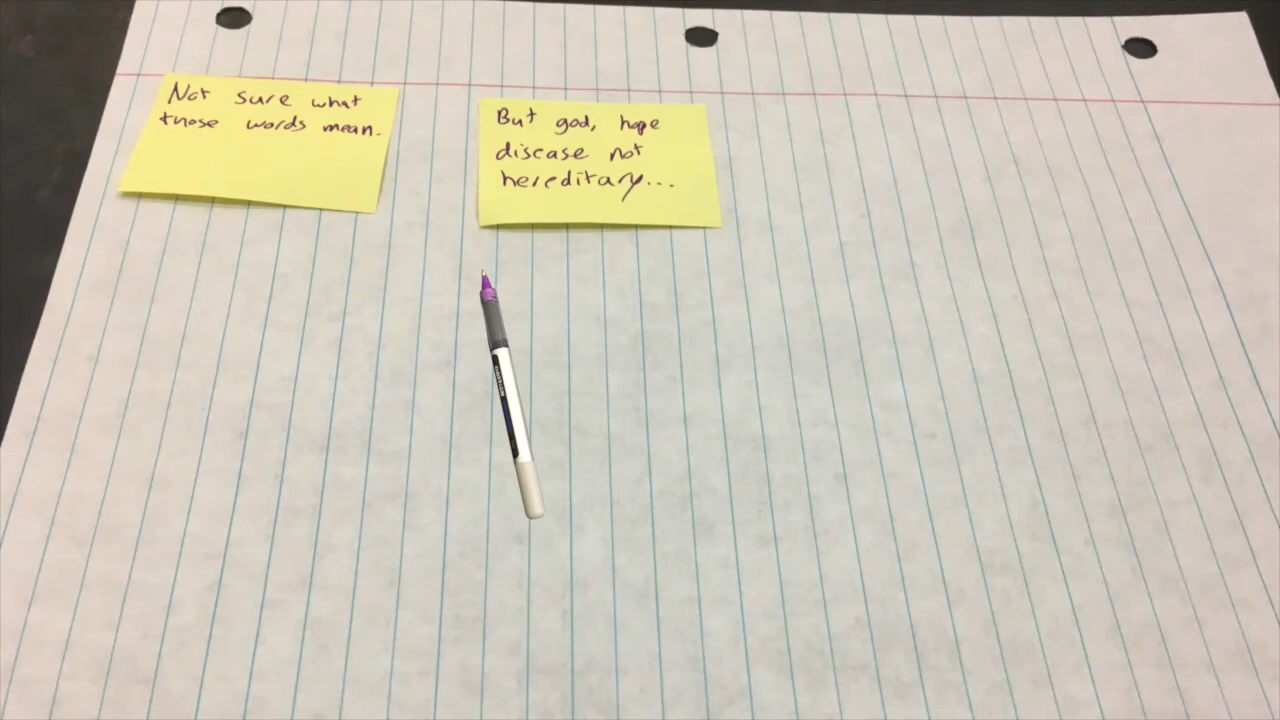 Not sure what
those words mean.
But god, hope
disease not
hereditary...